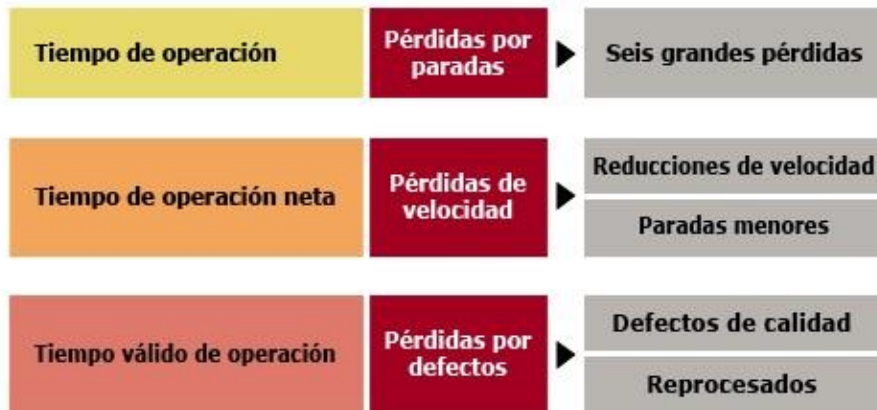 Tiempo de operación
Pérdidas por
paradas
Seis grandes pérdidas
Tiempo de operación neta
Pérdidas de
velocidad
Reducciones de velocidad
Paradas menores
Tiempo válido de operación
Pérdidas por
defectos
Defectos de calidad
Reprocesados